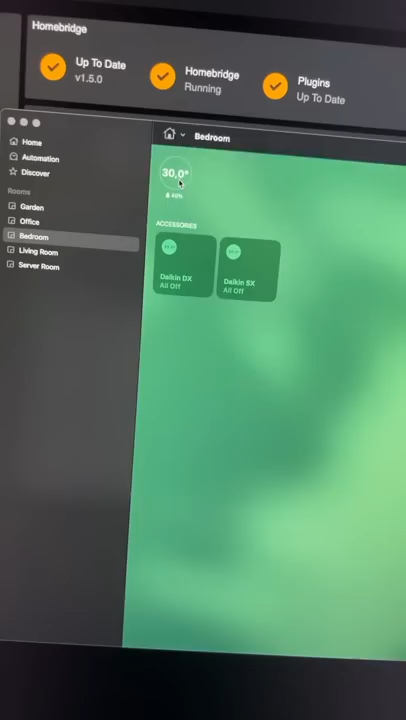 Homebridge
Up To Date
v1.5.0
Homebridge
Running
Plugins
Up To Date
Home
Automation
Discover
Rooms
Garden
Office
Bedroom
Living Room
Server Room
Bedroom
30,0°
40%
ACCESSORIES
Daikin DX
All Off
Daikin SX
All Off